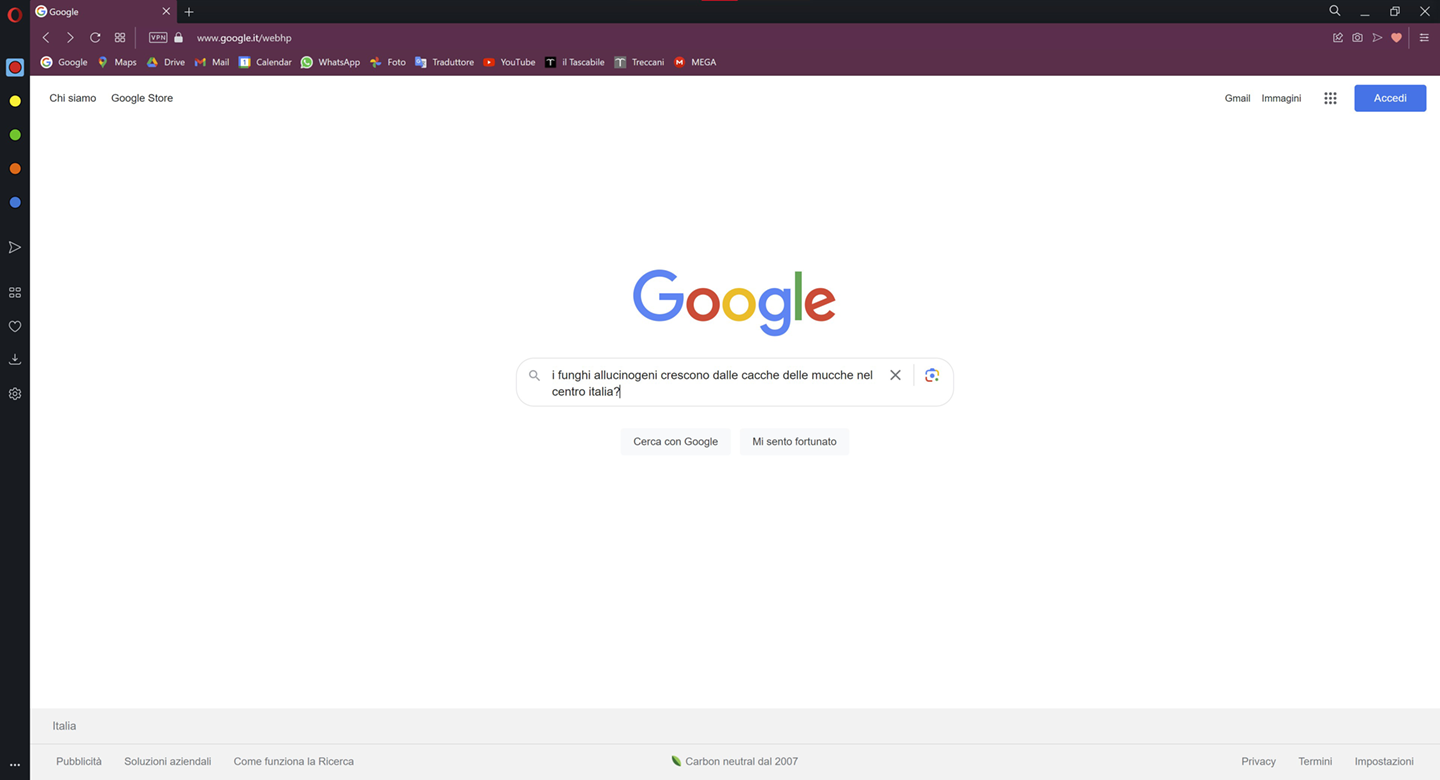 Google
VPN
www.google.it/webhp
Google Maps Drive Mail Calendar WhatsApp Foto Traduttore YouTube il Tascabile Treccani MEGA
Chi siamo Google Store
Gmail Immagini Accedi
Google
i funghi allucinogeni crescono dalle cacche delle mucche nel
centro italia?
Cerca con Google Mi sento fortunato
Italia
Pubblicità Soluzioni aziendali Come funziona la Ricerca
Carbon neutral dal 2007
Privacy Termini Impostazioni